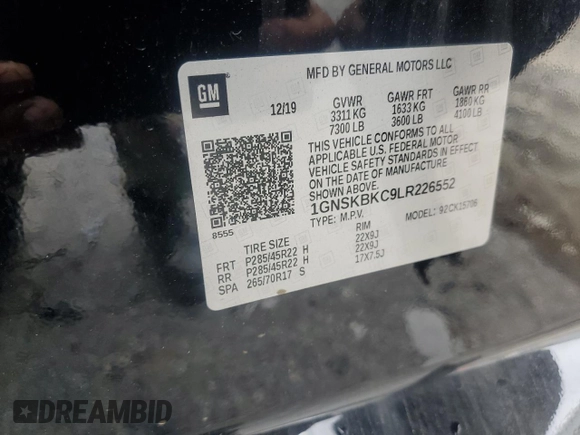 GM
MFD BY GENERAL MOTORS LLC
12/19
GVWR GAWR FRT GAWR RR
3311 KG 1633 KG 1860 KG
7300 LB 3600 LB 4100 LB
THIS VEHICLE CONFORMS TO ALL
APPLICABLE U.S. FEDERAL MOTOR
VEHICLE SAFETY STANDARDS IN EFFECT
ON THE DATE OF MANUFACTURE
SHOWN ABOVE.
1GNSKBKC9LR226552
TYPE: M.P.V. MODEL: 92CK15706
8555
TIRE SIZE RIM
FRT P285/45R22 H 22X9J
RR P285/45R22 H 22X9J
SPA 265/70R17 S 17X7.5J
DREAMBID